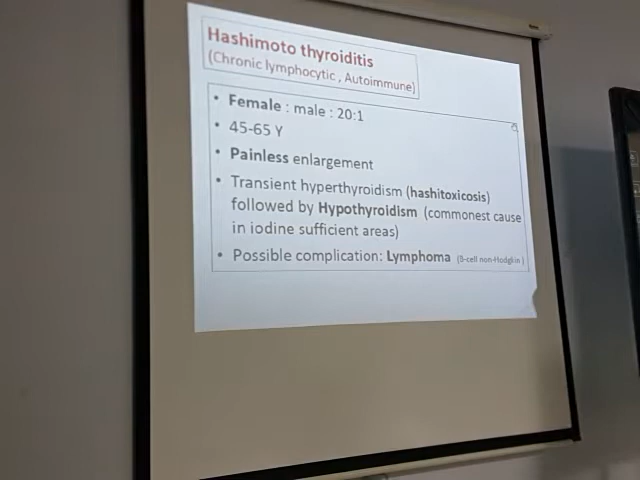 Hashimoto thyroiditis
(Chronic lymphocytic , Autoimmune)
• Female : male : 20:1
• 45-65 Y
• Painless enlargement
• Transient hyperthyroidism (hashitoxicosis)
followed by Hypothyroidism (commonest cause
in iodine sufficient areas)
• Possible complication: Lymphoma (B-cell non-Hodgkin )